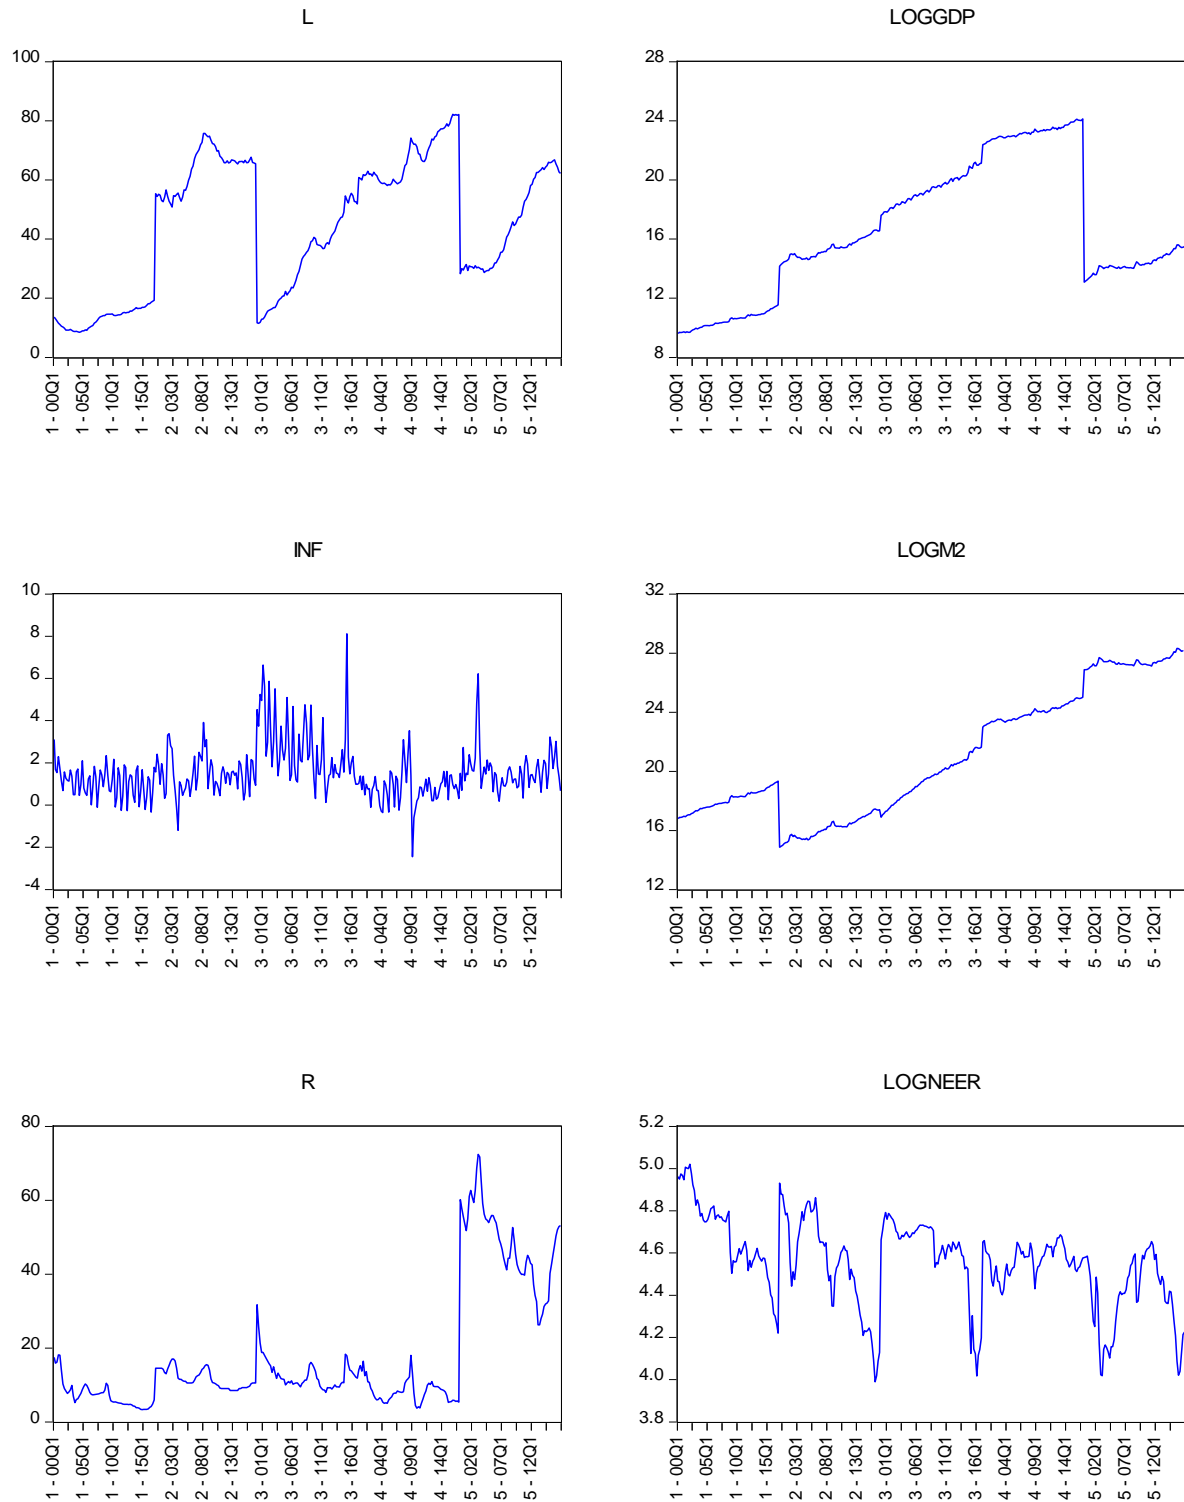 L
100
80
60
40
20
0
1 - 00Q1
1 - 05Q1
1 - 10Q1
1 - 15Q1
2 - 03Q1
2 - 08Q1
2 - 13Q1
3 - 01Q1
3 - 06Q1
3 - 11Q1
3 - 16Q1
4 - 04Q1
4 - 09Q1
4 - 14Q1
5 - 02Q1
5 - 07Q1
5 - 12Q1
LOGGDP
28
24
20
16
12
8
1 - 00Q1
1 - 05Q1
1 - 10Q1
1 - 15Q1
2 - 03Q1
2 - 08Q1
2 - 13Q1
3 - 01Q1
3 - 06Q1
3 - 11Q1
3 - 16Q1
4 - 04Q1
4 - 09Q1
4 - 14Q1
5 - 02Q1
5 - 07Q1
5 - 12Q1
INF
10
8
6
4
2
0
-2
-4
1 - 00Q1
1 - 05Q1
1 - 10Q1
1 - 15Q1
2 - 03Q1
2 - 08Q1
2 - 13Q1
3 - 01Q1
3 - 06Q1
3 - 11Q1
3 - 16Q1
4 - 04Q1
4 - 09Q1
4 - 14Q1
5 - 02Q1
5 - 07Q1
5 - 12Q1
LOGM2
32
28
24
20
16
12
1 - 00Q1
1 - 05Q1
1 - 10Q1
1 - 15Q1
2 - 03Q1
2 - 08Q1
2 - 13Q1
3 - 01Q1
3 - 06Q1
3 - 11Q1
3 - 16Q1
4 - 04Q1
4 - 09Q1
4 - 14Q1
5 - 02Q1
5 - 07Q1
5 - 12Q1
R
80
60
40
20
0
1 - 00Q1
1 - 05Q1
1 - 10Q1
1 - 15Q1
2 - 03Q1
2 - 08Q1
2 - 13Q1
3 - 01Q1
3 - 06Q1
3 - 11Q1
3 - 16Q1
4 - 04Q1
4 - 09Q1
4 - 14Q1
5 - 02Q1
5 - 07Q1
5 - 12Q1
LOGNEER
5.2
5.0
4.8
4.6
4.4
4.2
4.0
3.8
1 - 00Q1
1 - 05Q1
1 - 10Q1
1 - 15Q1
2 - 03Q1
2 - 08Q1
2 - 13Q1
3 - 01Q1
3 - 06Q1
3 - 11Q1
3 - 16Q1
4 - 04Q1
4 - 09Q1
4 - 14Q1
5 - 02Q1
5 - 07Q1
5 - 12Q1